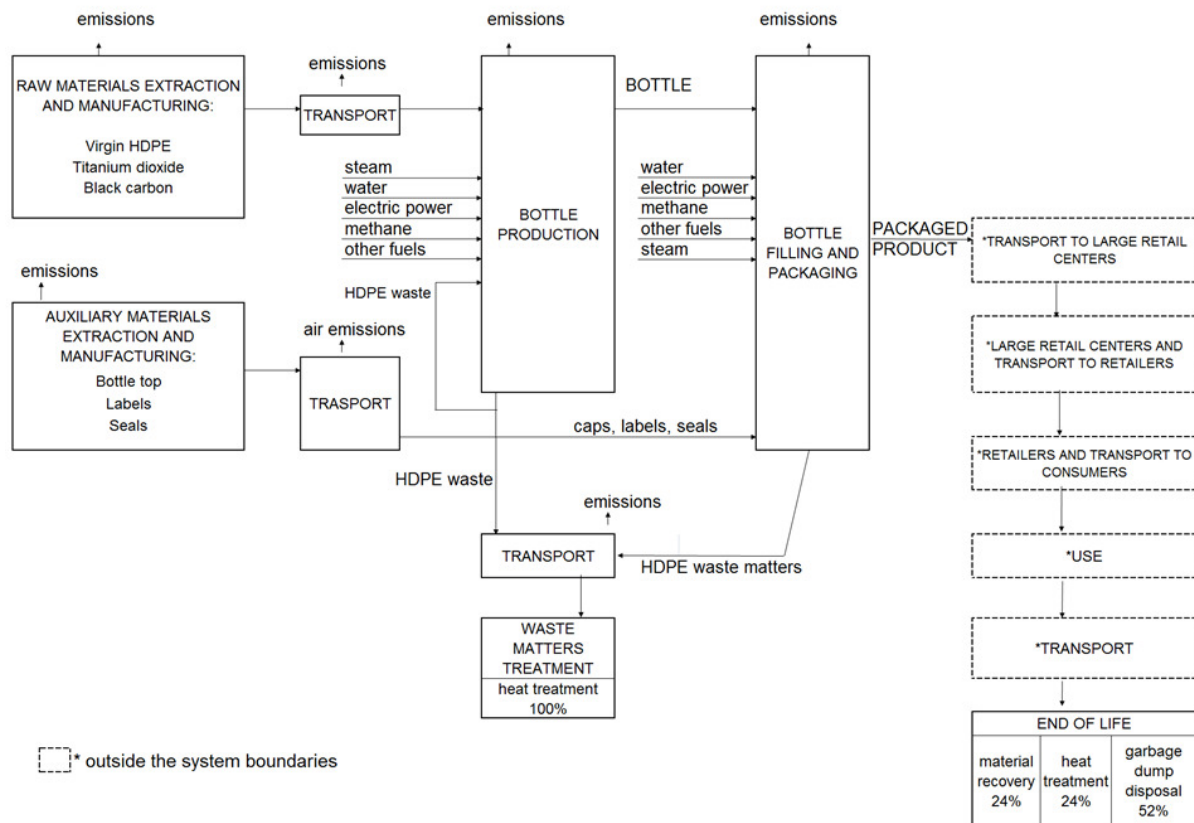 emissions
emissions
emissions
emissions
RAW MATERIALS EXTRACTION
AND MANUFACTURING:
Virgin HDPE
Titanium dioxide
Black carbon
TRANSPORT
BOTTLE
steam
water
electric power
methane
other fuels
HDPE waste
BOTTLE
PRODUCTION
water
electric power
methane
other fuels
steam
BOTTLE
FILLING AND
PACKAGING
PACKAGED
PRODUCT
*TRANSPORT TO LARGE RETAIL
CENTERS
emissions
AUXILIARY MATERIALS
EXTRACTION AND
MANUFACTURING:
Bottle top
Labels
Seals
air emissions
TRASPORT
caps, labels, seals
*LARGE RETAIL CENTERS AND
TRANSPORT TO RETAILERS
*RETAILERS AND TRANSPORT TO
CONSUMERS
HDPE waste
emissions
TRANSPORT
HDPE waste matters
*USE
WASTE
MATTERS
TREATMENT
heat treatment
100%
*TRANSPORT
END OF LIFE
material
recovery
24%
heat
treatment
24%
garbage
dump
disposal
52%
* outside the system boundaries